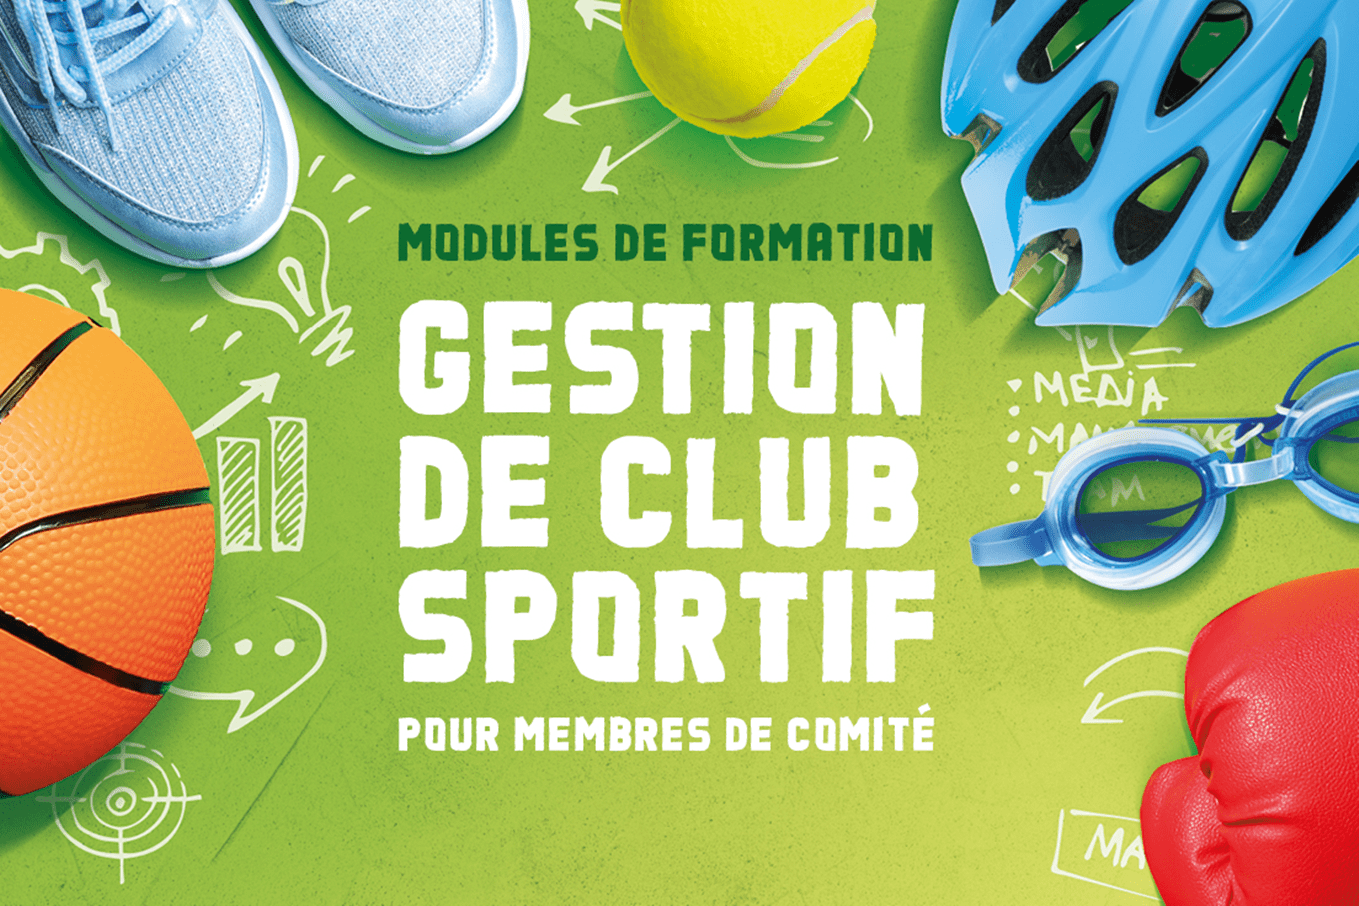 MODULES DE FORMATION
GESTION
DE CLUB
SPORTIF
POUR MEMBRES DE COMITÉ
MEDIA